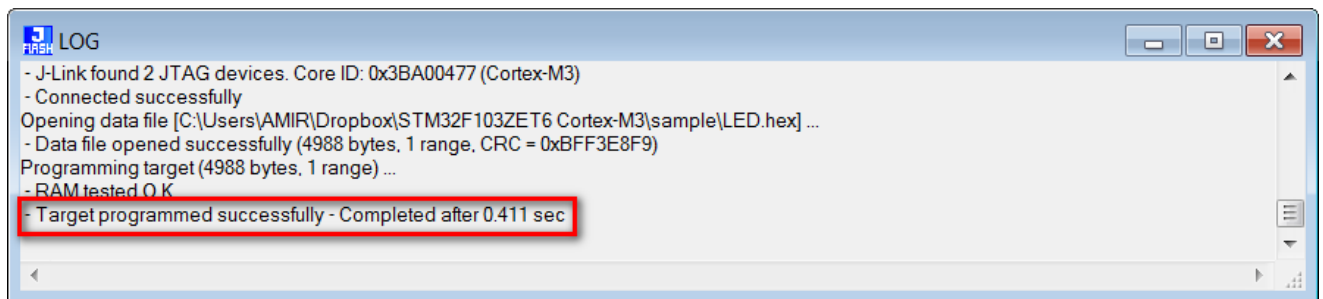 J
FLASH LOG
- J-Link found 2 JTAG devices. Core ID: 0x3BA00477 (Cortex-M3)
- Connected successfully
Opening data file [C:\Users\AMIR\Dropbox\STM32F103ZET6 Cortex-M3\sample\LED.hex] ...
- Data file opened successfully (4988 bytes, 1 range, CRC = 0xBFF3E8F9)
Programming target (4988 bytes, 1 range) ...
- RAM tested O.K.
- Target programmed successfully - Completed after 0.411 sec